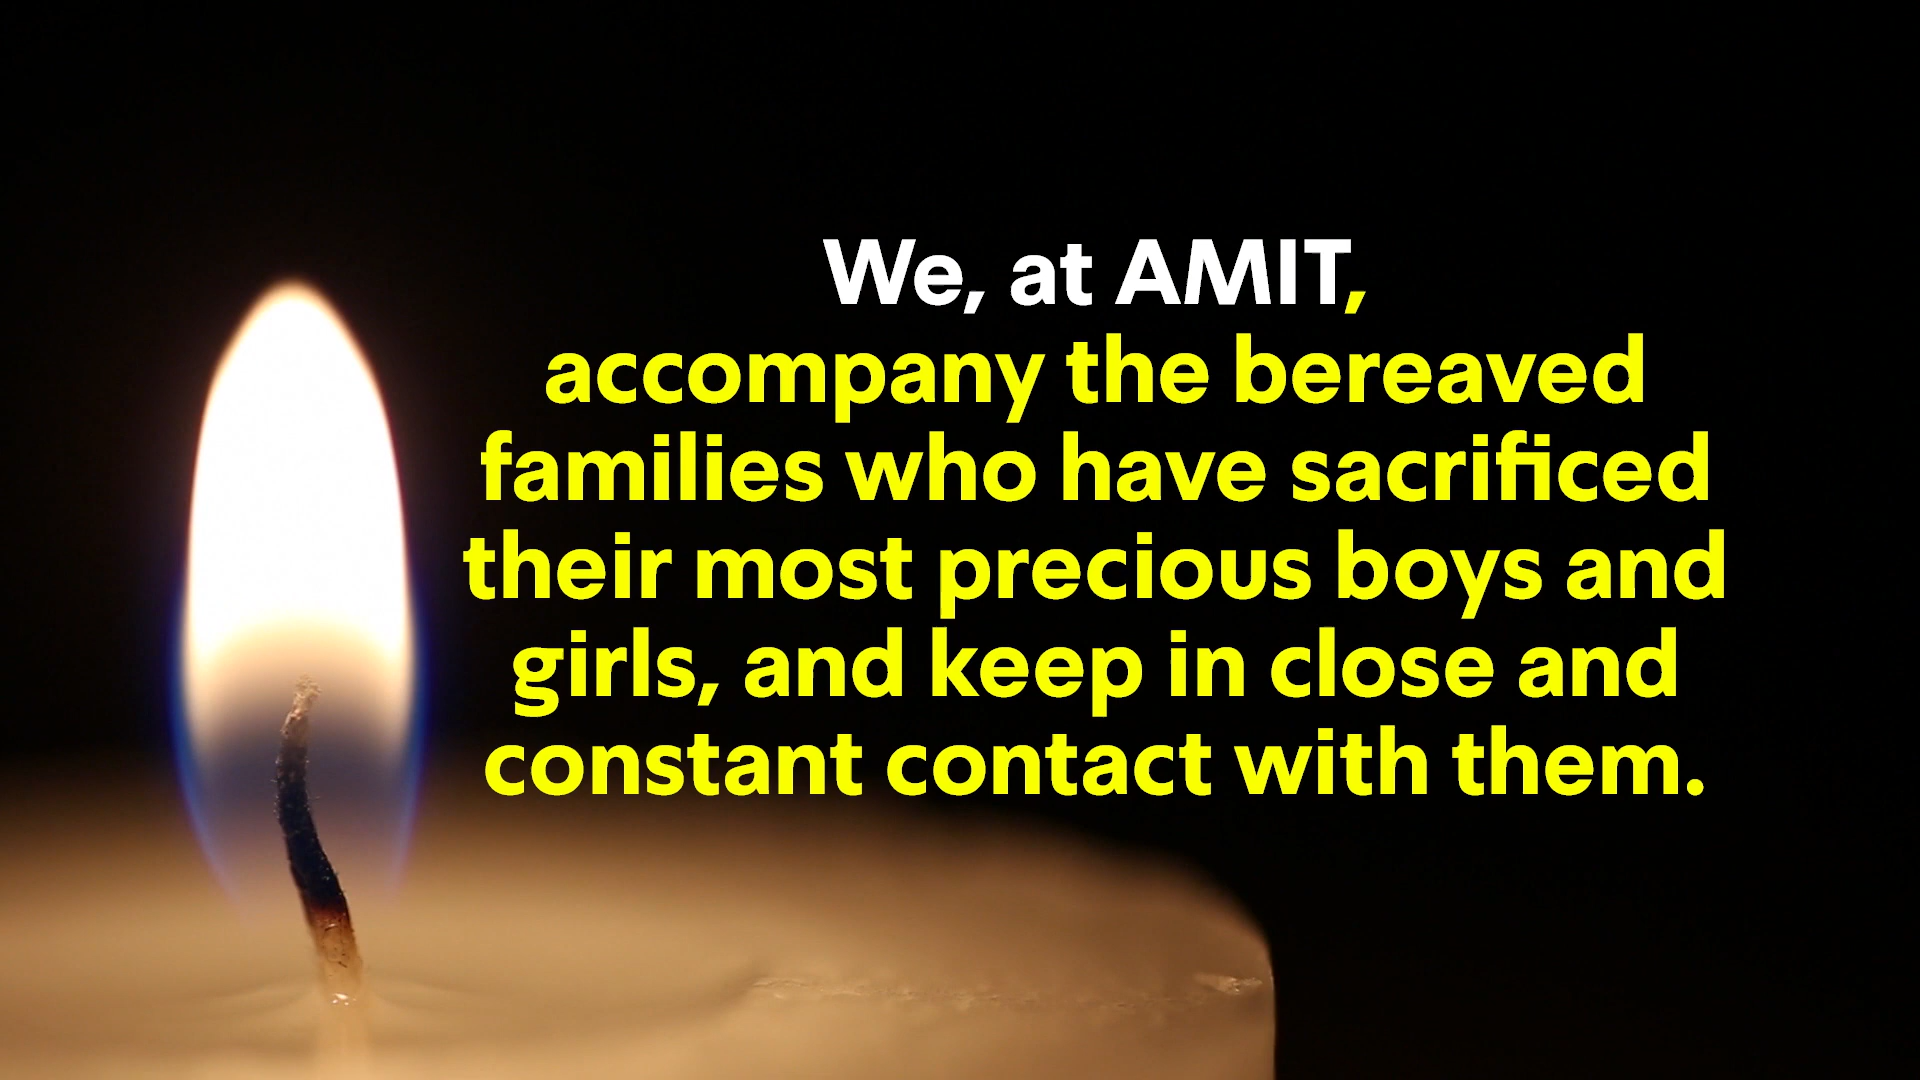 We, at AMIT,
accompany the bereaved
families who have sacrificed
their most precious boys and
girls, and keep in close and
constant contact with them.